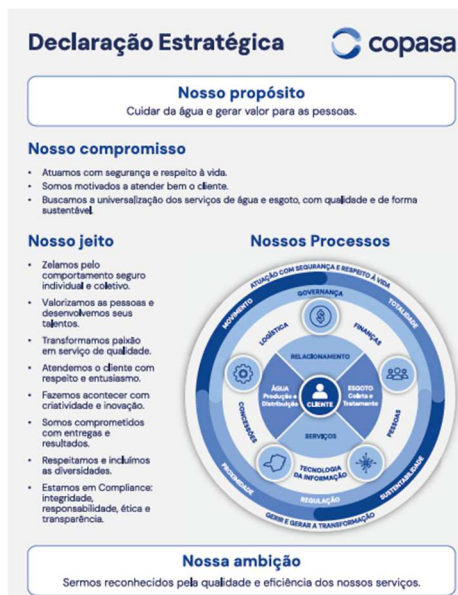 Declaração Estratégica
copasa
Nosso propósito
Cuidar da água e gerar valor para as pessoas.
Nosso compromisso
• Atuamos com segurança e respeito à vida.
• Somos motivados a atender bem o cliente.
• Buscamos a universalização dos serviços de água e esgoto, com qualidade e de forma
sustentável.
Nosso jeito
• Zelamos pelo
comportamento seguro
individual e coletivo.
• Valorizamos as pessoas e
desenvolvemos seus
talentos.
• Transformamos paixão
em serviço de qualidade.
• Atendemos o cliente com
respeito e entusiasmo.
• Fazemos acontecer com
criatividade e inovação.
• Somos comprometidos
com entregas e
resultados.
• Respeitamos e incluímos
as diversidades.
• Estamos em Compliance:
integridade,
responsabilidade, ética e
transparência.
Nossos Processos
ATUAÇÃO COM SEGURANÇA E RESPEITO À VIDA
MOVIMENTO
GOVERNANÇA
TOTALIDADE
LOGÍSTICA
FINANÇAS
RELACIONAMENTO
ÁGUA
Produção e
Distribuição
CLIENTE
ESGOTO
Coleta e
Tratamento
CONCESSÕES
PESSOAS
SERVIÇOS
TECNOLOGIA
DA INFORMAÇÃO
PROXIMIDADE
REGULAÇÃO
SUSTENTABILIDADE
GERIR E GERAR A TRANSFORMAÇÃO
Nossa ambição
Sermos reconhecidos pela qualidade e eficiência dos nossos serviços.